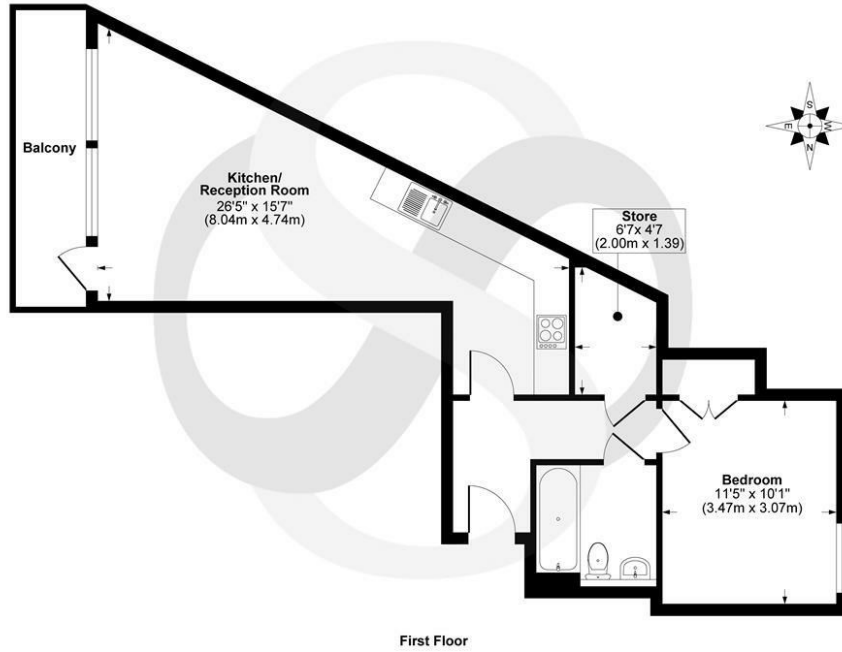 Balcony
Kitchen/
Reception Room
26'5" x 15'7"
(8.04m x 4.74m)
S
E
W
N
Store
6'7x 4'7
(2.00m x 1.39)
Bedroom
11'5" x 10'1"
(3.47m x 3.07m)
First Floor